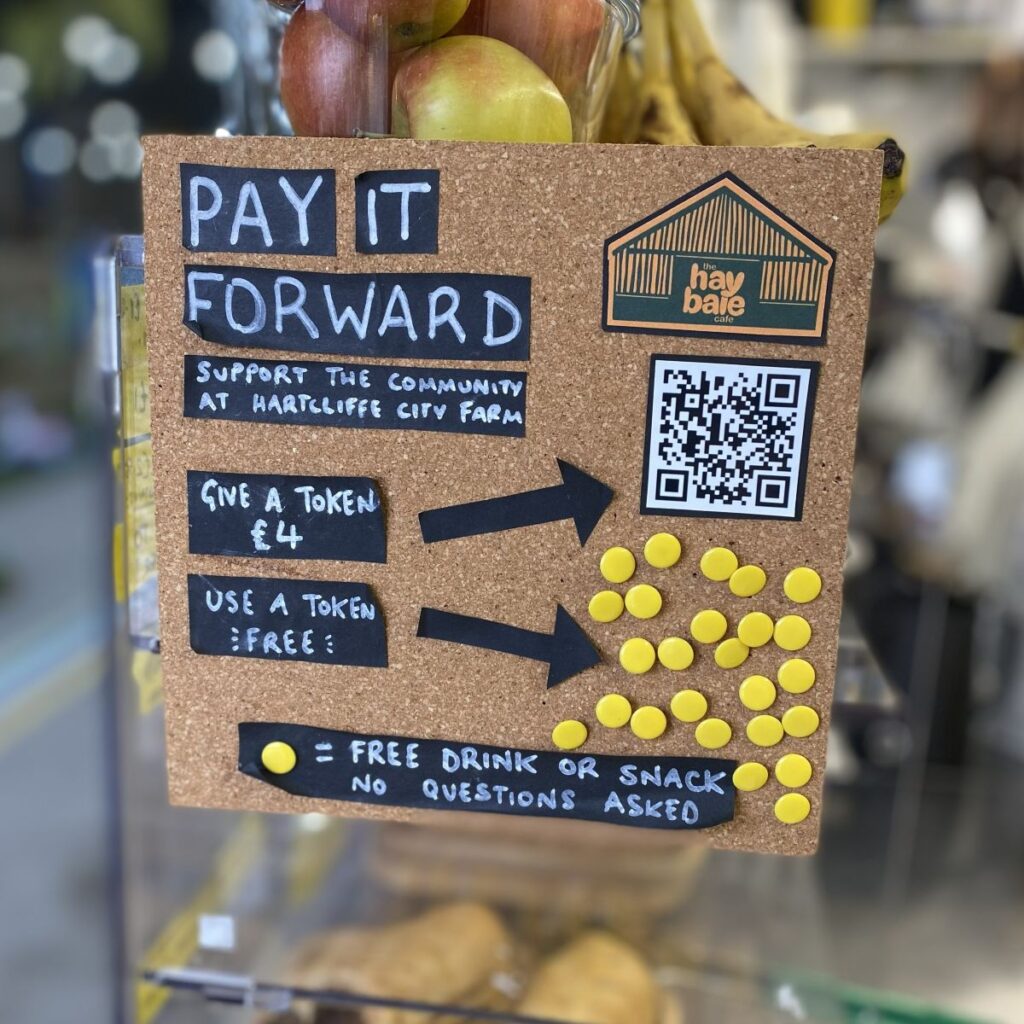 PAY IT
FORWARD
SUPPORT THE COMMUNITY
AT HARTCLIFFE CITY FARM
the
hay
bale
cafe
GIVE A TOKEN
£4
USE A TOKEN
FREE
= FREE DRINK OR SNACK
NO QUESTIONS ASKED